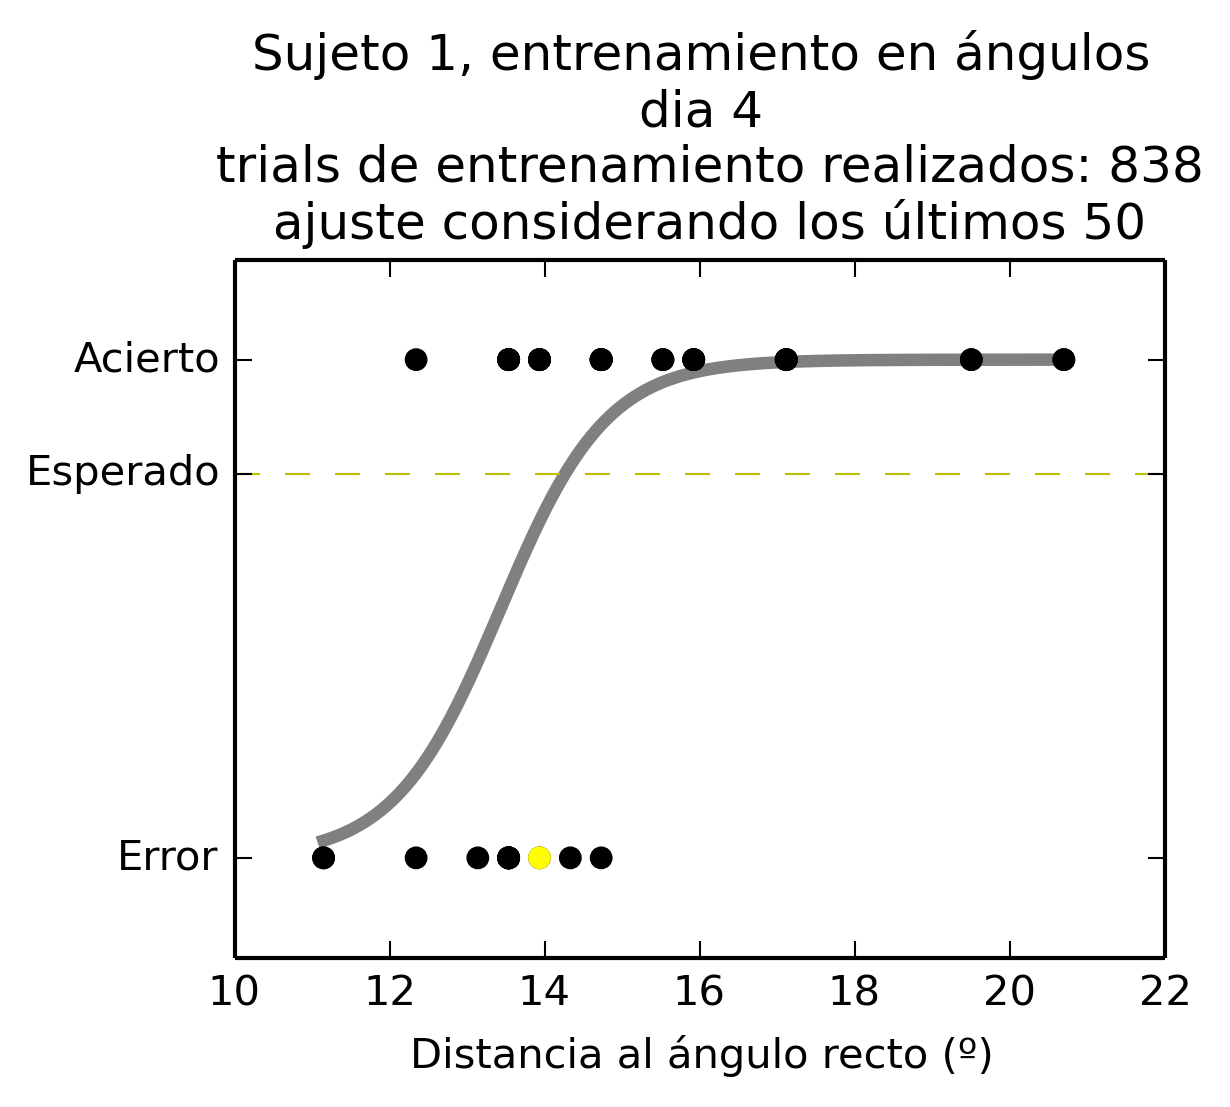 Sujeto 1, entrenamiento en ángulos
dia 4
trials de entrenamiento realizados: 838
ajuste considerando los últimos 50
Acierto
Esperado
Error
10 12 14 16 18 20 22
Distancia al ángulo recto (º)